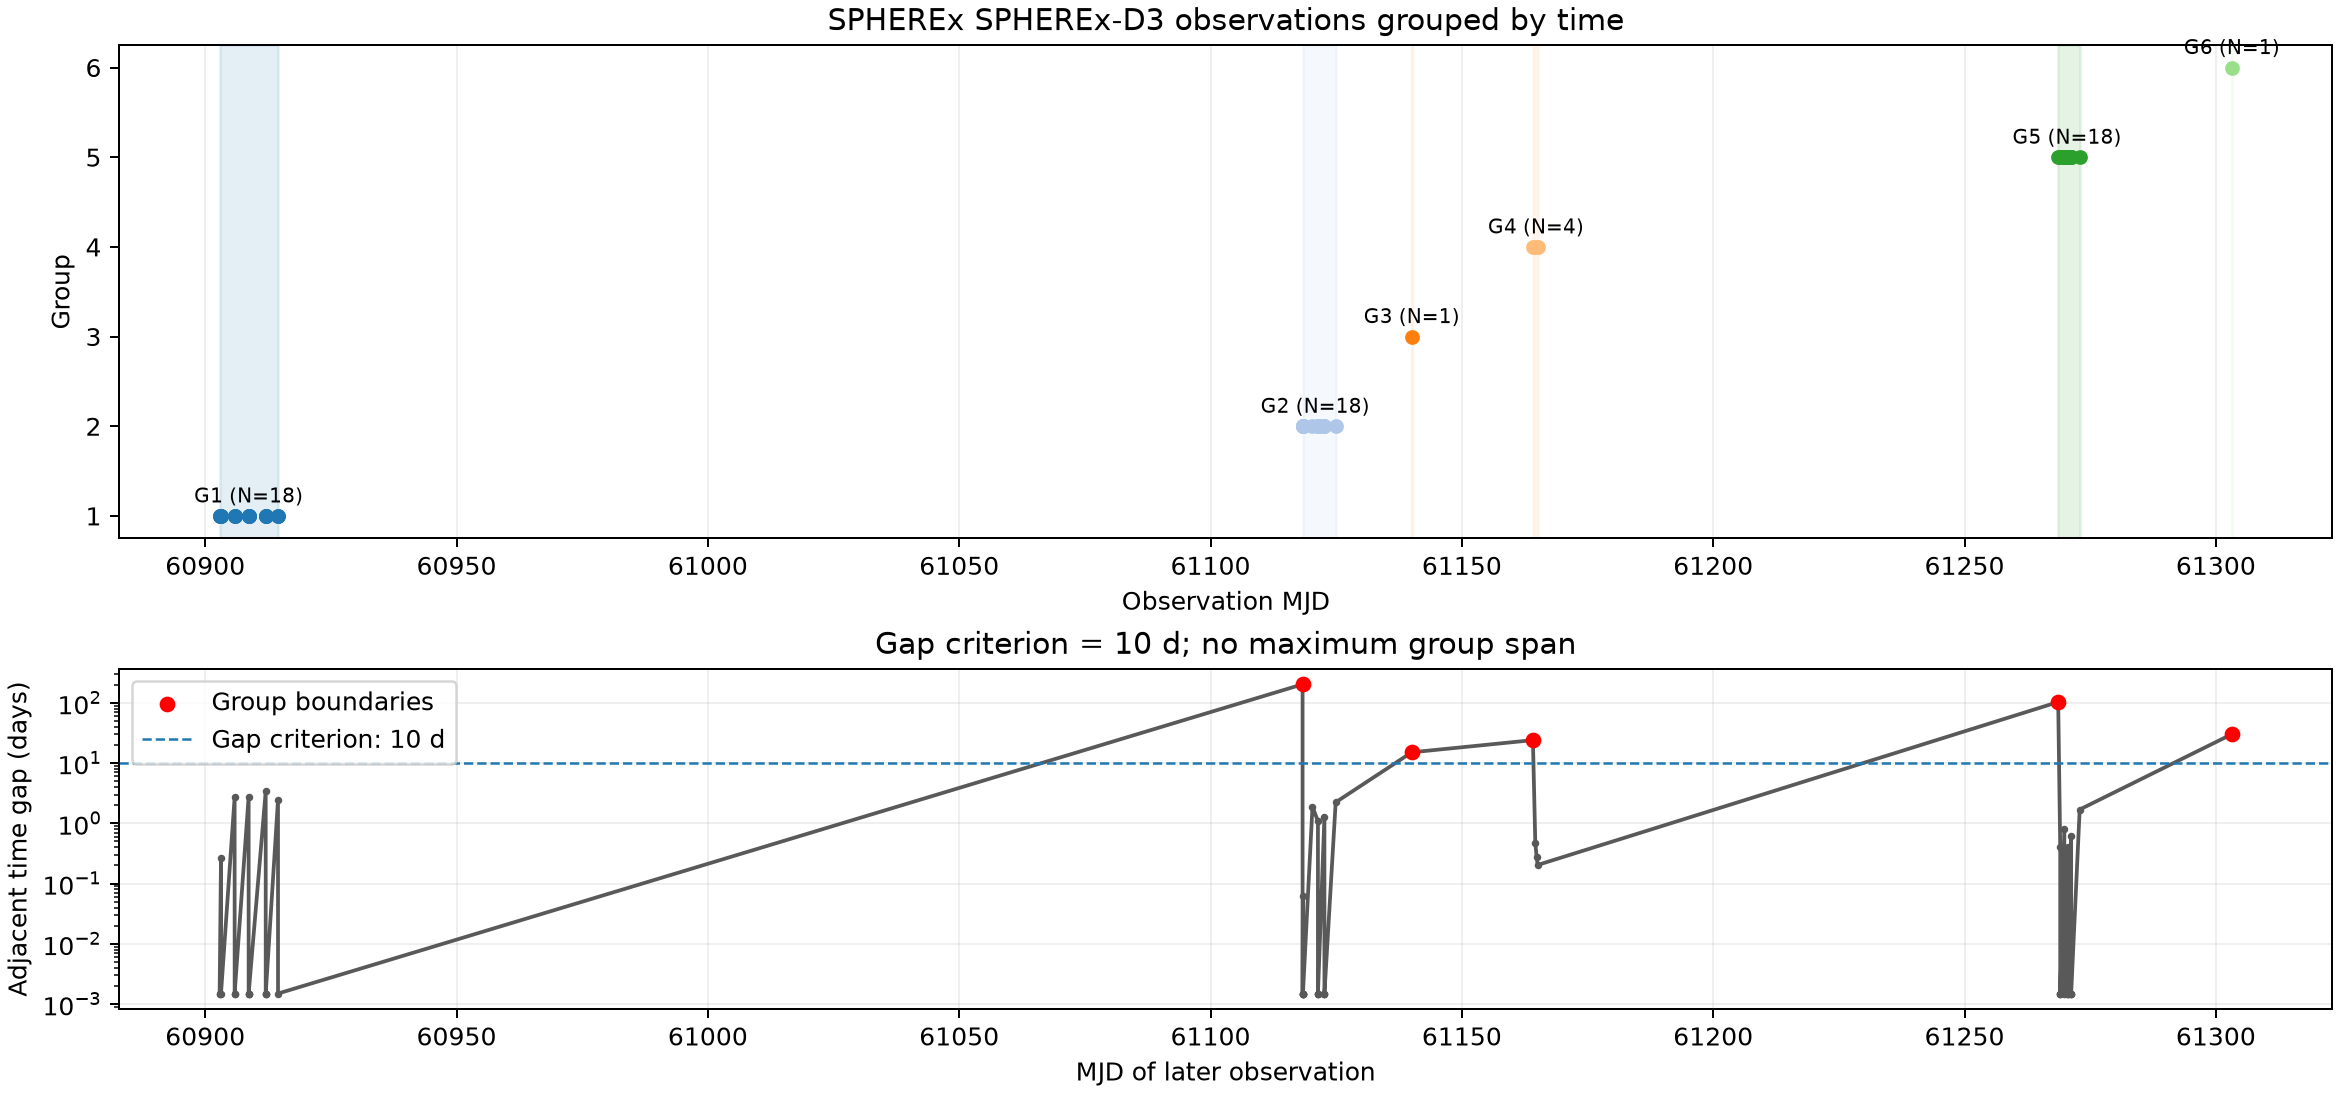 SPHEREx SPHEREx-D3 observations grouped by time
Group
6
5
4
3
2
1
G6 (N=1)
G5 (N=18)
G4 (N=4)
G3 (N=1)
G2 (N=18)
G1 (N=18)
60900 60950 61000 61050 61100 61150 61200 61250 61300
Observation MJD
Gap criterion = 10 d; no maximum group span
Adjacent time gap (days)
10²
10¹
10⁰
10⁻¹
10⁻²
10⁻³
Group boundaries
Gap criterion: 10 d
60900 60950 61000 61050 61100 61150 61200 61250 61300
MJD of later observation